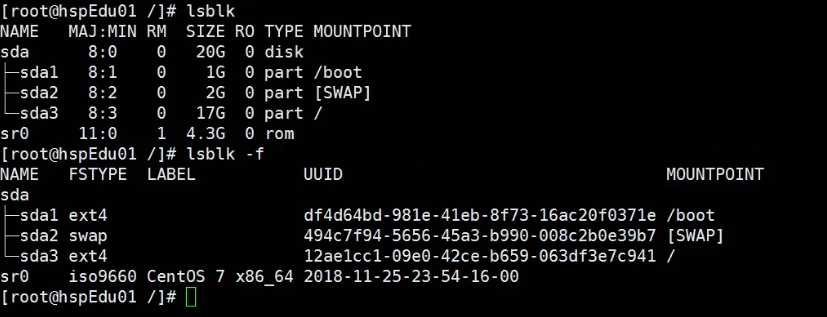 [root@hspEdu01 /]# lsblk
NAME   MAJ:MIN RM  SIZE RO TYPE MOUNTPOINT
sda      8:0    0   20G  0 disk
├─sda1   8:1    0    1G  0 part /boot
├─sda2   8:2    0    2G  0 part [SWAP]
└─sda3   8:3    0   17G  0 part /
sr0     11:0    1  4.3G  0 rom
[root@hspEdu01 /]# lsblk -f
NAME   FSTYPE  LABEL           UUID                                 MOUNTPOINT
sda
├─sda1 ext4                    df4d64bd-981e-41eb-8f73-16ac20f0371e /boot
├─sda2 swap                    494c7f94-5656-45a3-b990-008c2b0e39b7 [SWAP]
└─sda3 ext4                    12ae1cc1-09e0-42ce-b659-063df3e7c941 /
sr0    iso9660 CentOS 7 x86_64 2018-11-25-23-54-16-00
[root@hspEdu01 /]#